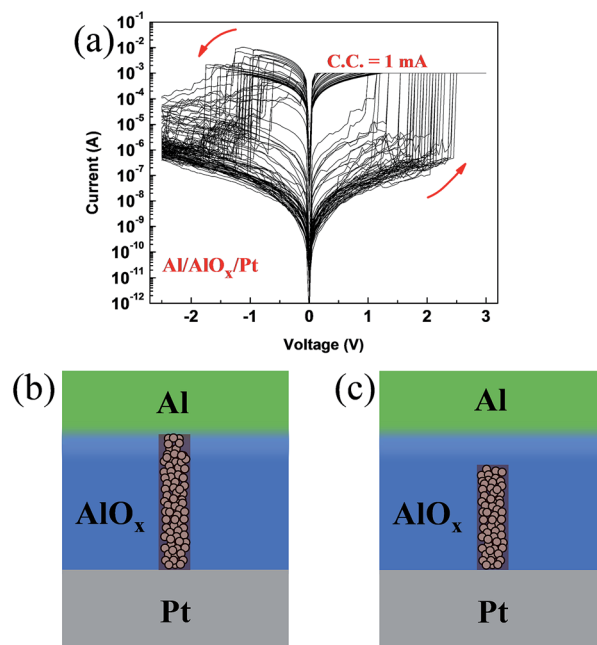 (a)
C.C. = 1 mA
Al/AlOₓ/Pt
Current (A)
10⁻¹
10⁻²
10⁻³
10⁻⁴
10⁻⁵
10⁻⁶
10⁻⁷
10⁻⁸
10⁻⁹
10⁻¹⁰
10⁻¹¹
10⁻¹²
-2 -1 0 1 2 3
Voltage (V)
(b)
Al
AlOₓ
Pt
(c)
Al
AlOₓ
Pt